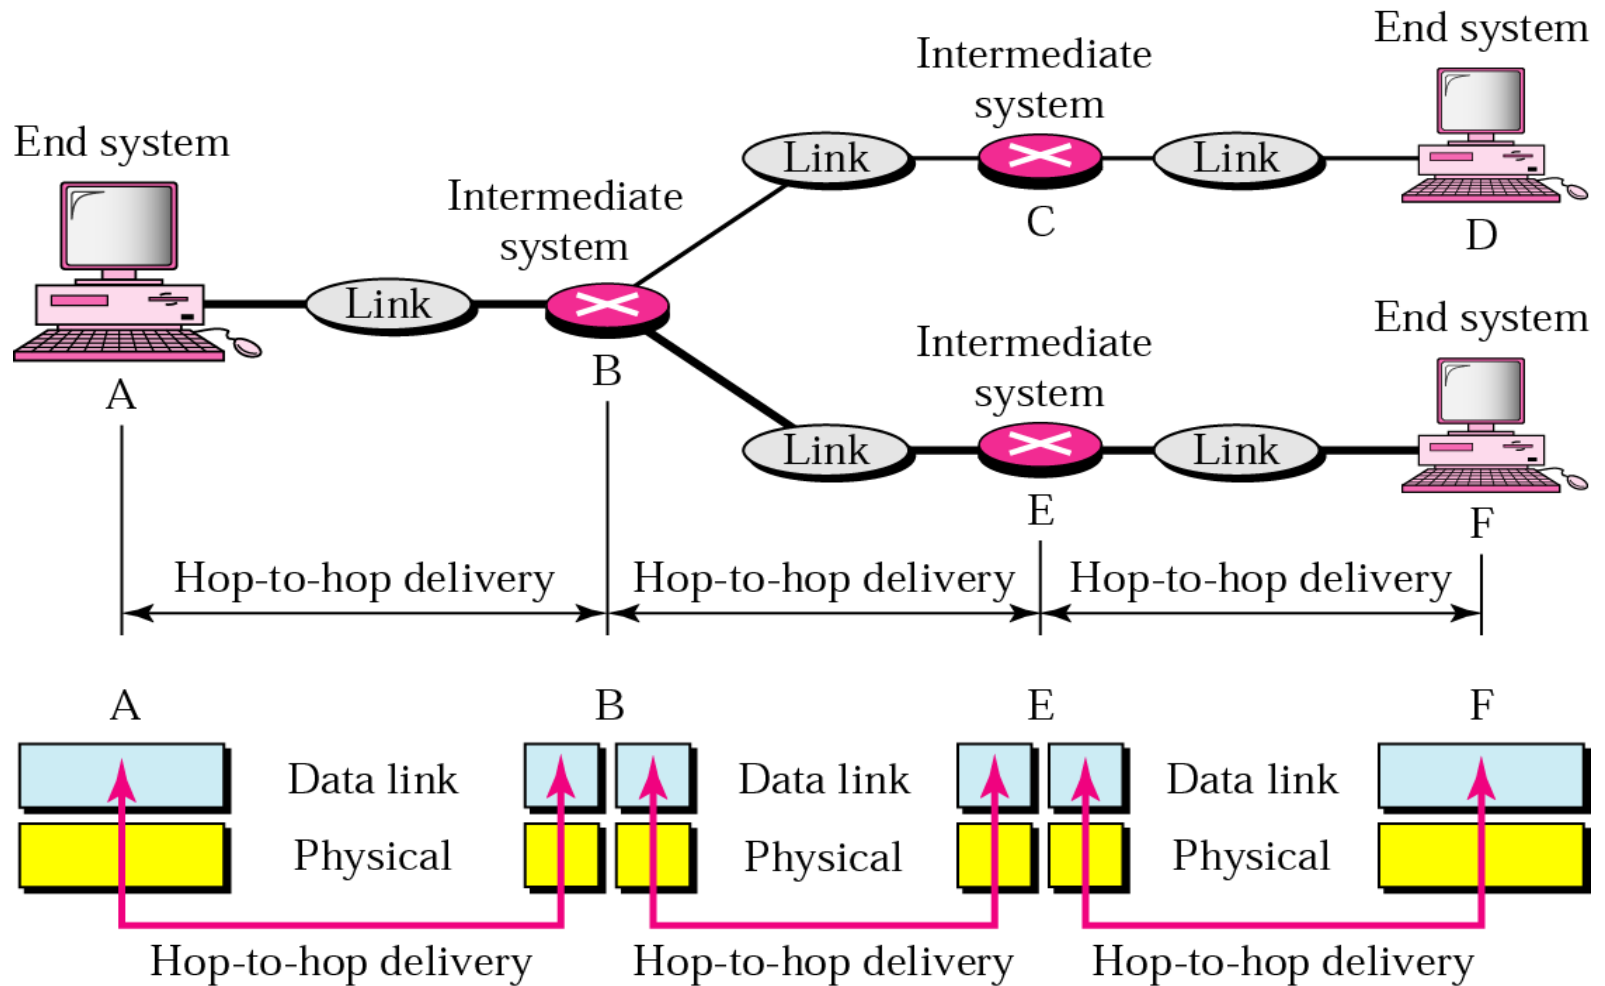 End system
Intermediate
system
End system
Link
Link
C
D
Intermediate
system
Link
B
A
End system
Intermediate
system
Link
Link
E
F
Hop-to-hop delivery
Hop-to-hop delivery
Hop-to-hop delivery
A
B
E
F
Data link
Data link
Data link
Physical
Physical
Physical
Hop-to-hop delivery
Hop-to-hop delivery
Hop-to-hop delivery